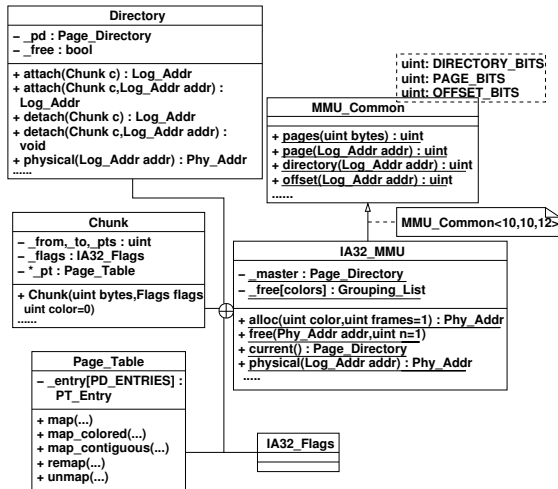 Directory
− _pd : Page_Directory
− _free : bool
+ attach(Chunk c) : Log_Addr
+ attach(Chunk c,Log_Addr addr) :
Log_Addr
+ detach(Chunk c) : Log_Addr
+ detach(Chunk c,Log_Addr addr) :
void
+ physical(Log_Addr addr) : Phy_Addr
......
uint: DIRECTORY_BITS
uint: PAGE_BITS
uint: OFFSET_BITS
MMU_Common
+ pages(uint bytes) : uint
+ page(Log_Addr addr) : uint
+ directory(Log_Addr addr) : uint
+ offset(Log_Addr addr) : uint
......
MMU_Common<10,10,12>
Chunk
− _from,_to,_pts : uint
− _flags : IA32_Flags
− *_pt : Page_Table
+ Chunk(uint bytes,Flags flags
uint color=0)
......
IA32_MMU
− _master : Page_Directory
− _free[colors] : Grouping_List
+ alloc(uint color,uint frames=1) : Phy_Addr
+ free(Phy_Addr addr,uint n=1)
+ current() : Page_Directory
+ physical(Log_Addr addr) : Phy_Addr
.....
Page_Table
− _entry[PD_ENTRIES] :
PT_Entry
+ map(...)
+ map_colored(...)
+ map_contiguous(...)
+ remap(...)
+ unmap(...)
IA32_Flags